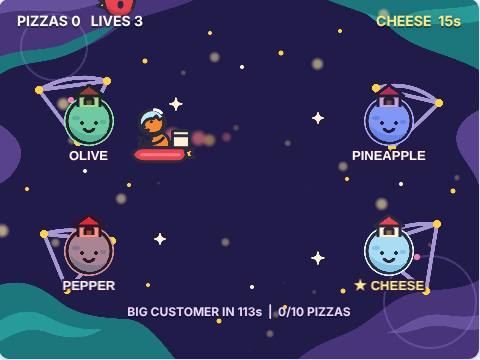 PIZZAS 0 LIVES 3
CHEESE 15s
OLIVE
PINEAPPLE
PEPPER
★ CHEESE
BIG CUSTOMER IN 113s | 0/10 PIZZAS